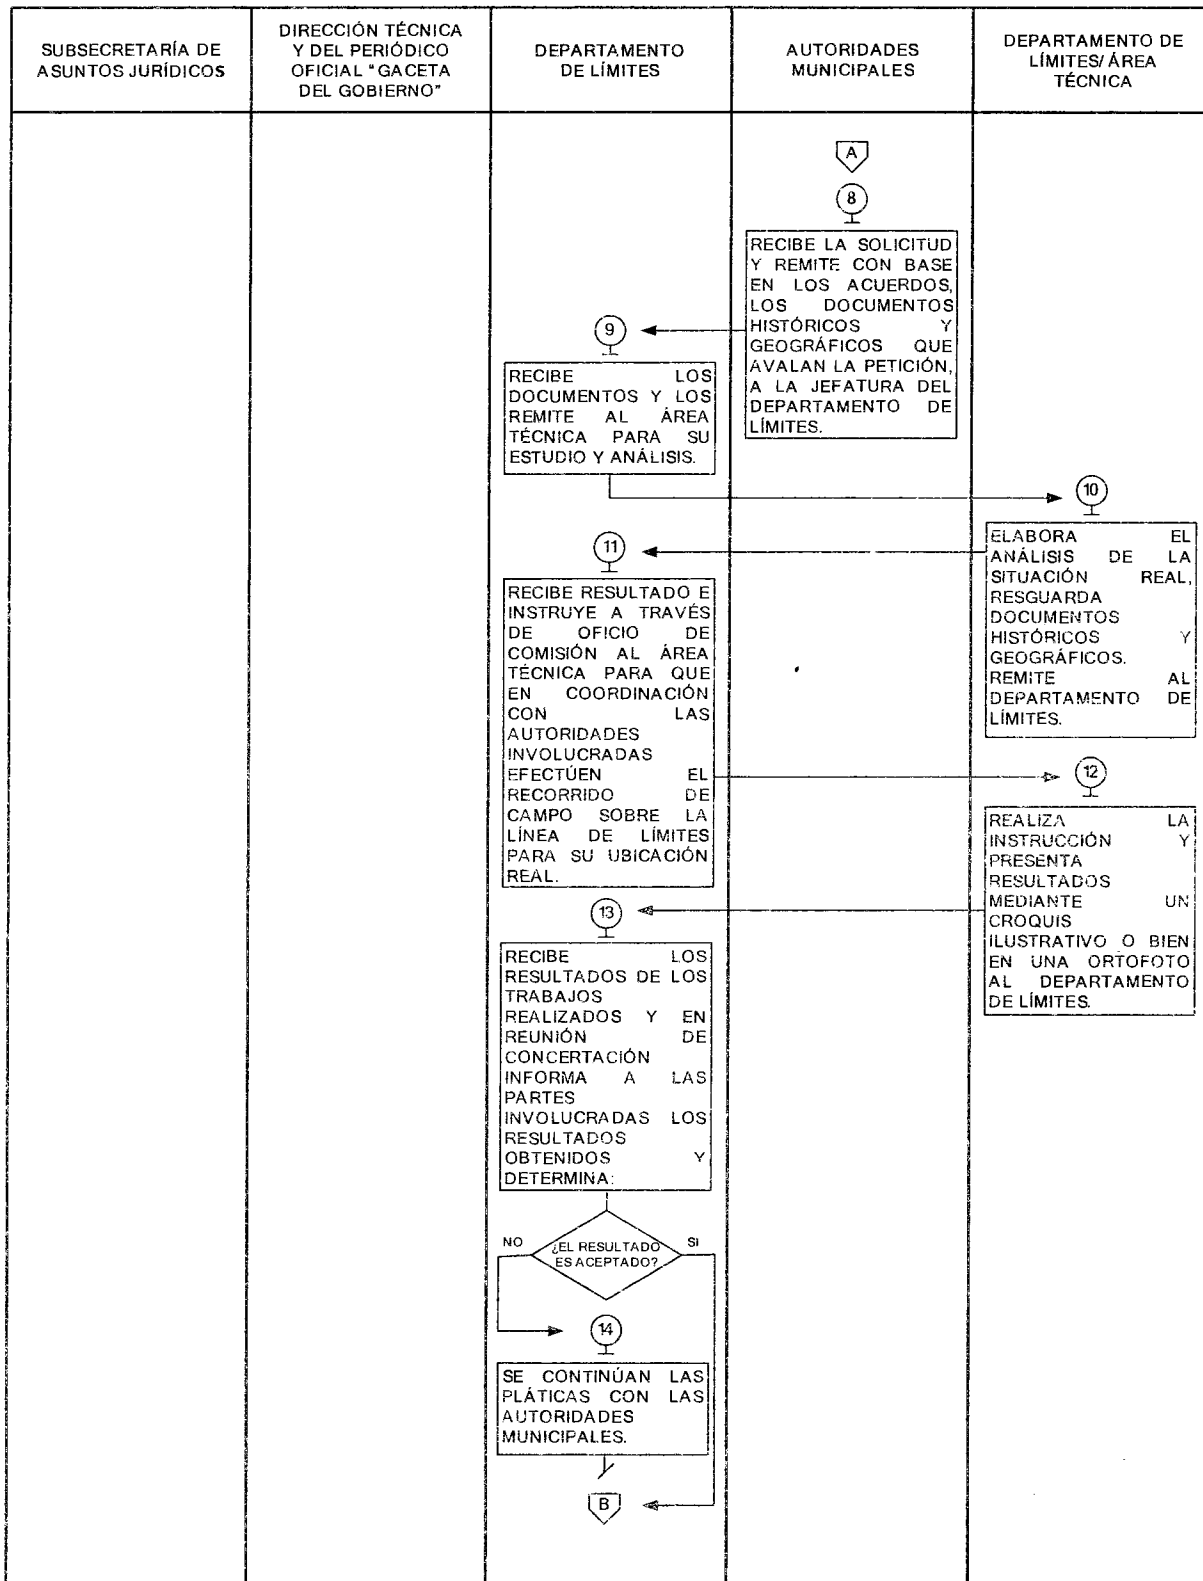 SUBSECRETARÍA DE
ASUNTOS JURÍDICOS
DIRECCIÓN TÉCNICA
Y DEL PERIÓDICO
OFICIAL "GACETA
DEL GOBIERNO"
DEPARTAMENTO
DE LÍMITES
AUTORIDADES
MUNICIPALES
DEPARTAMENTO DE
LÍMITES/ ÁREA
TÉCNICA
A
8
RECIBE LA SOLICITUD
Y REMITE CON BASE
EN LOS ACUERDOS,
LOS DOCUMENTOS
HISTÓRICOS Y
GEOGRÁFICOS QUE
AVALAN LA PETICIÓN,
A LA JEFATURA DEL
DEPARTAMENTO DE
LÍMITES.
9
RECIBE LOS
DOCUMENTOS Y LOS
REMITE AL ÁREA
TÉCNICA PARA SU
ESTUDIO Y ANÁLISIS.
10
ELABORA EL
ANÁLISIS DE LA
SITUACIÓN REAL,
RESGUARDA
DOCUMENTOS
HISTÓRICOS Y
GEOGRÁFICOS.
REMITE AL
DEPARTAMENTO DE
LÍMITES.
11
RECIBE RESULTADO E
INSTRUYE A TRAVÉS
DE OFICIO DE
COMISIÓN AL ÁREA
TÉCNICA PARA QUE
EN COORDINACIÓN
CON LAS
AUTORIDADES
INVOLUCRADAS
EFECTÚEN EL
RECORRIDO DE
CAMPO SOBRE LA
LÍNEA DE LÍMITES
PARA SU UBICACIÓN
REAL.
12
REALIZA LA
INSTRUCCIÓN Y
PRESENTA
RESULTADOS
MEDIANTE UN
CROQUIS
ILUSTRATIVO O BIEN
EN UNA ORTOFOTO
AL DEPARTAMENTO
DE LÍMITES.
13
RECIBE LOS
RESULTADOS DE LOS
TRABAJOS
REALIZADOS Y EN
REUNIÓN DE
CONCERTACIÓN
INFORMA A LAS
PARTES
INVOLUCRADAS LOS
RESULTADOS
OBTENIDOS Y
DETERMINA:
NO
¿EL RESULTADO
ES ACEPTADO?
SI
14
SE CONTINÚAN LAS
PLÁTICAS CON LAS
AUTORIDADES
MUNICIPALES.
B